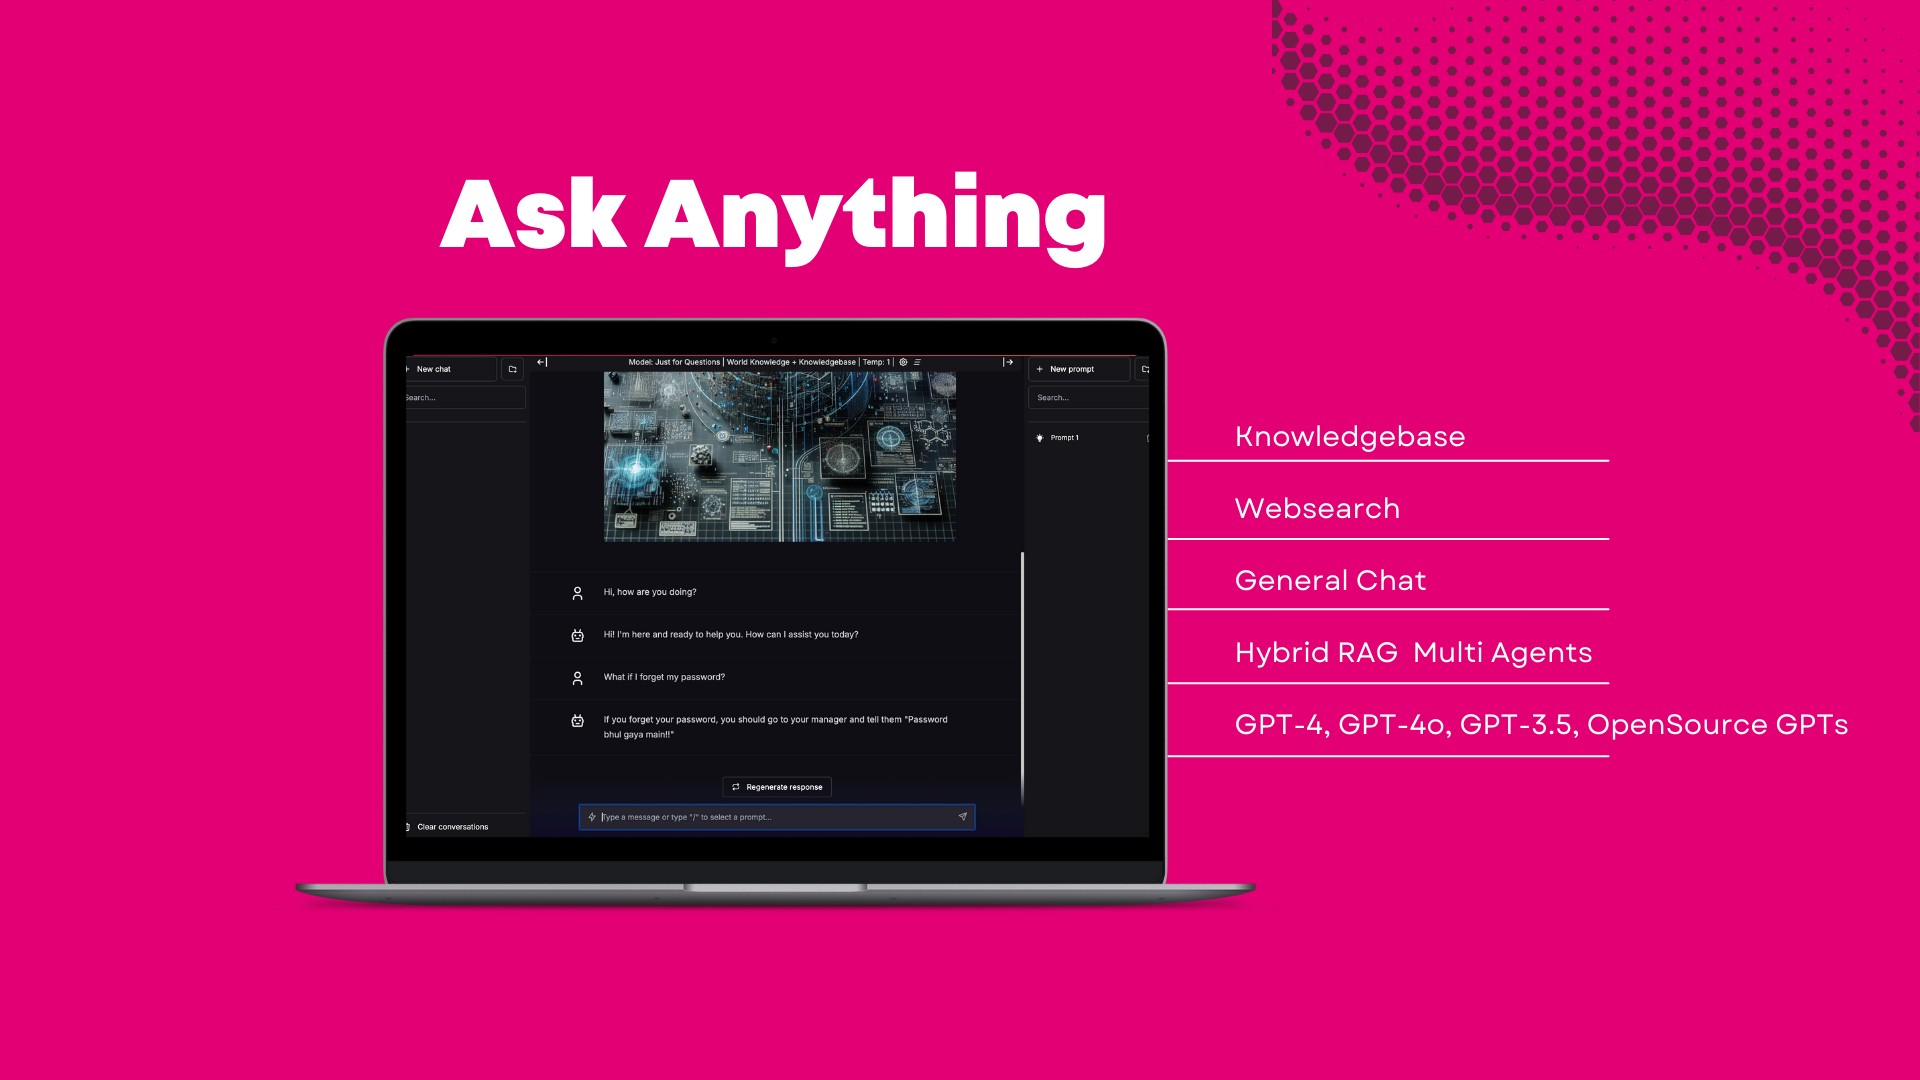 Ask Anything
New chat
Search...
Clear conversations
Model: Just for Questions | World Knowledge + Knowledgebase | Temp: 1 |
Hi, how are you doing?
Hi! I'm here and ready to help you. How can I assist you today?
What if I forget my password?
If you forget your password, you should go to your manager and tell them "Password
bhul gaya main!!"
Regenerate response
Type a message or type "/" to select a prompt...
New prompt
Search...
Prompt 1
Knowledgebase
Websearch
General Chat
Hybrid RAG Multi Agents
GPT-4, GPT-4o, GPT-3.5, OpenSource GPTs